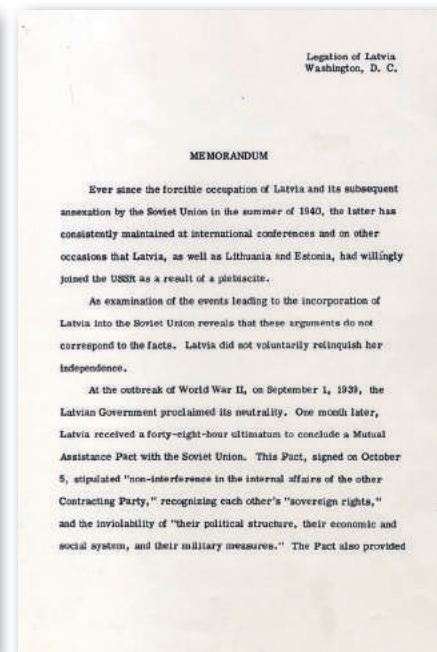 Legation of Latvia
Washington, D. C.
MEMORANDUM
Ever since the forcible occupation of Latvia and its subsequent
annexation by the Soviet Union in the summer of 1940, the latter has
consistently maintained at international conferences and on other
occasions that Latvia, as well as Lithuania and Estonia, had willingly
joined the USSR as a result of a plebiscite.
An examination of the events leading to the incorporation of
Latvia into the Soviet Union reveals that these arguments do not
correspond to the facts. Latvia did not voluntarily relinquish her
independence.
At the outbreak of World War II, on September 1, 1939, the
Latvian Government proclaimed its neutrality. One month later,
Latvia received a forty-eight-hour ultimatum to conclude a Mutual
Assistance Pact with the Soviet Union. This Pact, signed on October
5, stipulated "non-interference in the internal affairs of the other
Contracting Party," recognizing each other's "sovereign rights,"
and the inviolability of "their political structure, their economic and
social system, and their military measures." The Pact also provided